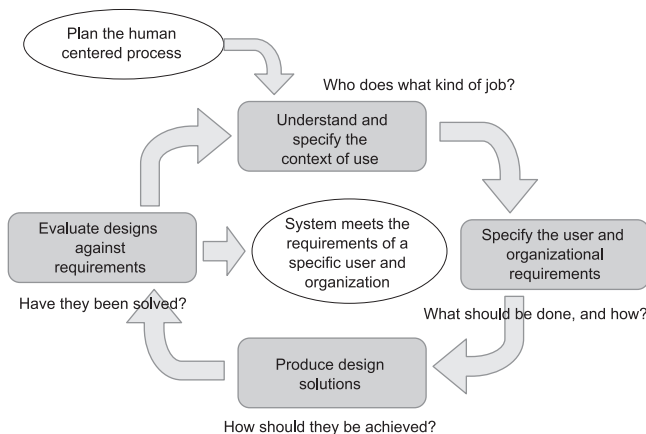 Plan the human
centered process
Who does what kind of job?
Understand and
specify the
context of use
Evaluate designs
against
requirements
System meets the
requirements of a
specific user and
organization
Specify the user and
organizational
requirements
Have they been solved?
What should be done, and how?
Produce design
solutions
How should they be achieved?